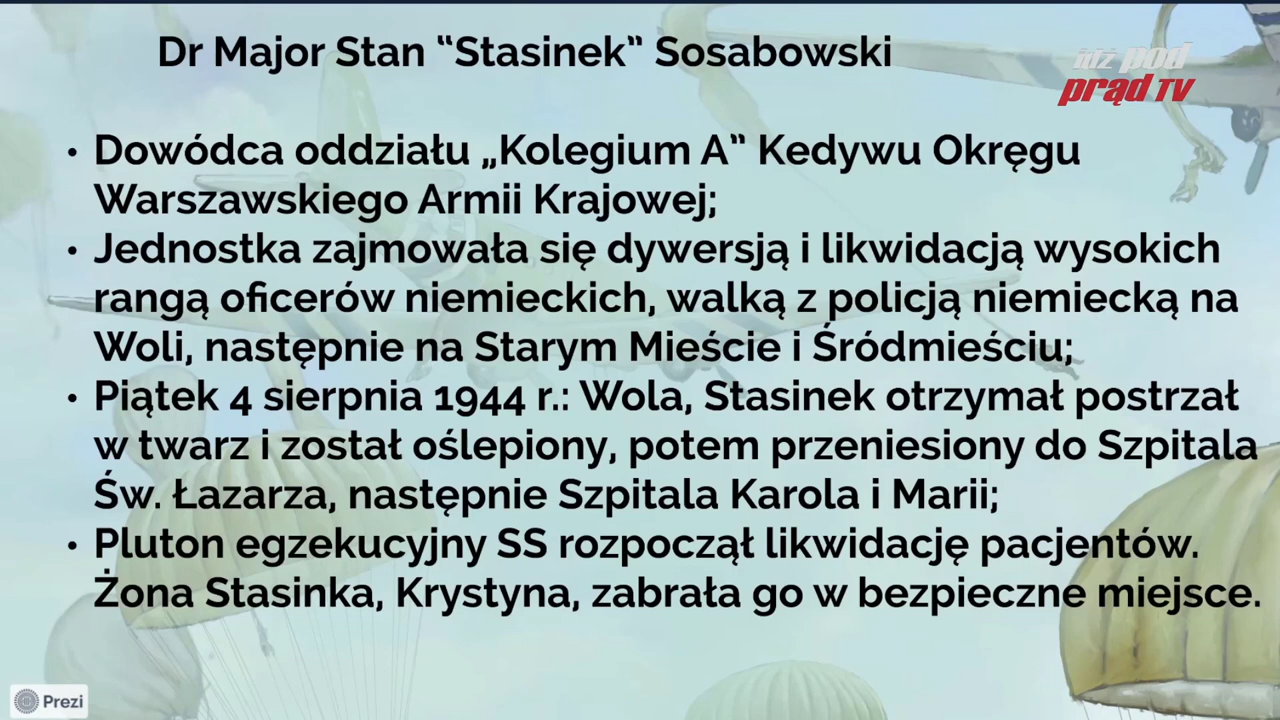 Dr Major Stan “Stasinek” Sosabowski
idź pod
prąd TV
• Dowódca oddziału „Kolegium A” Kedywu Okręgu
Warszawskiego Armii Krajowej;
• Jednostka zajmowała się dywersją i likwidacją wysokich
rangą oficerów niemieckich, walką z policją niemiecką na
Woli, następnie na Starym Mieście i Śródmieściu;
• Piątek 4 sierpnia 1944 r.: Wola, Stasinek otrzymał postrzał
w twarz i został oślepiony, potem przeniesiony do Szpitala
Św. Łazarza, następnie Szpitala Karola i Marii;
• Pluton egzekucyjny SS rozpoczął likwidację pacjentów.
Żona Stasinka, Krystyna, zabrała go w bezpieczne miejsce.
Prezi